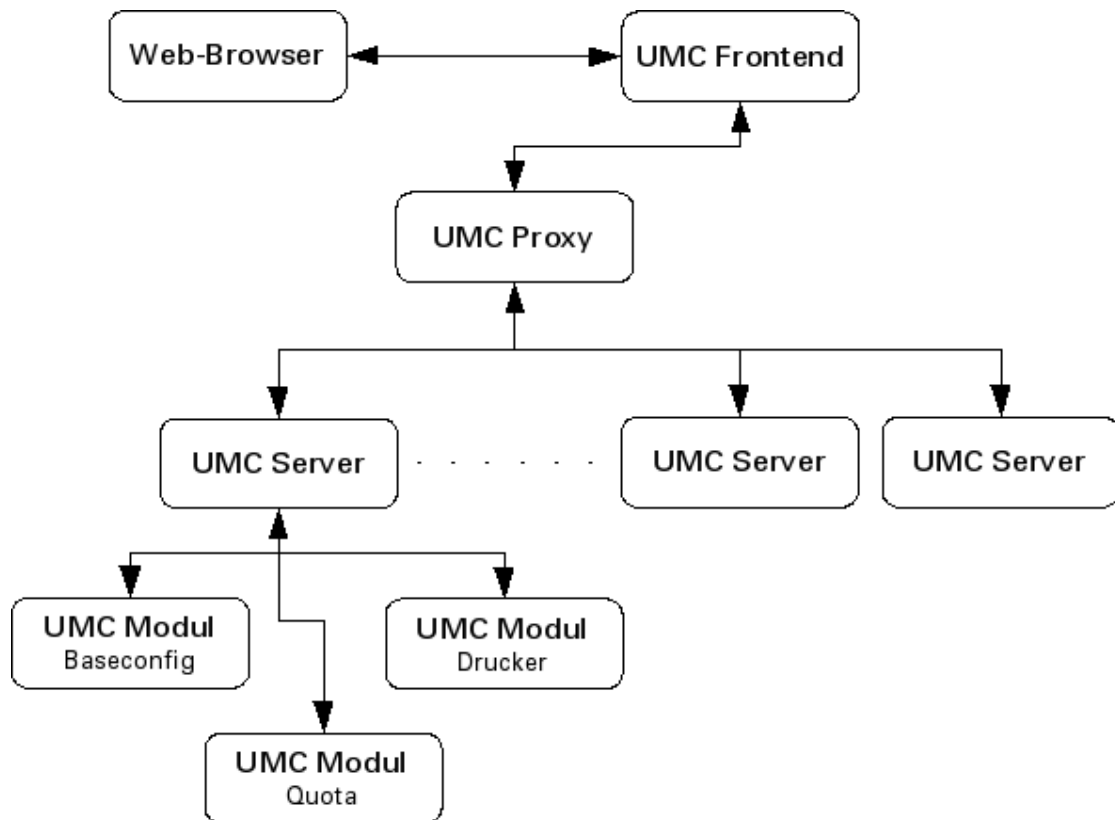 Web-Browser
UMC Frontend
UMC Proxy
UMC Server
. . . . . .
UMC Server
UMC Server
UMC Modul
Baseconfig
UMC Modul
Drucker
UMC Modul
Quota